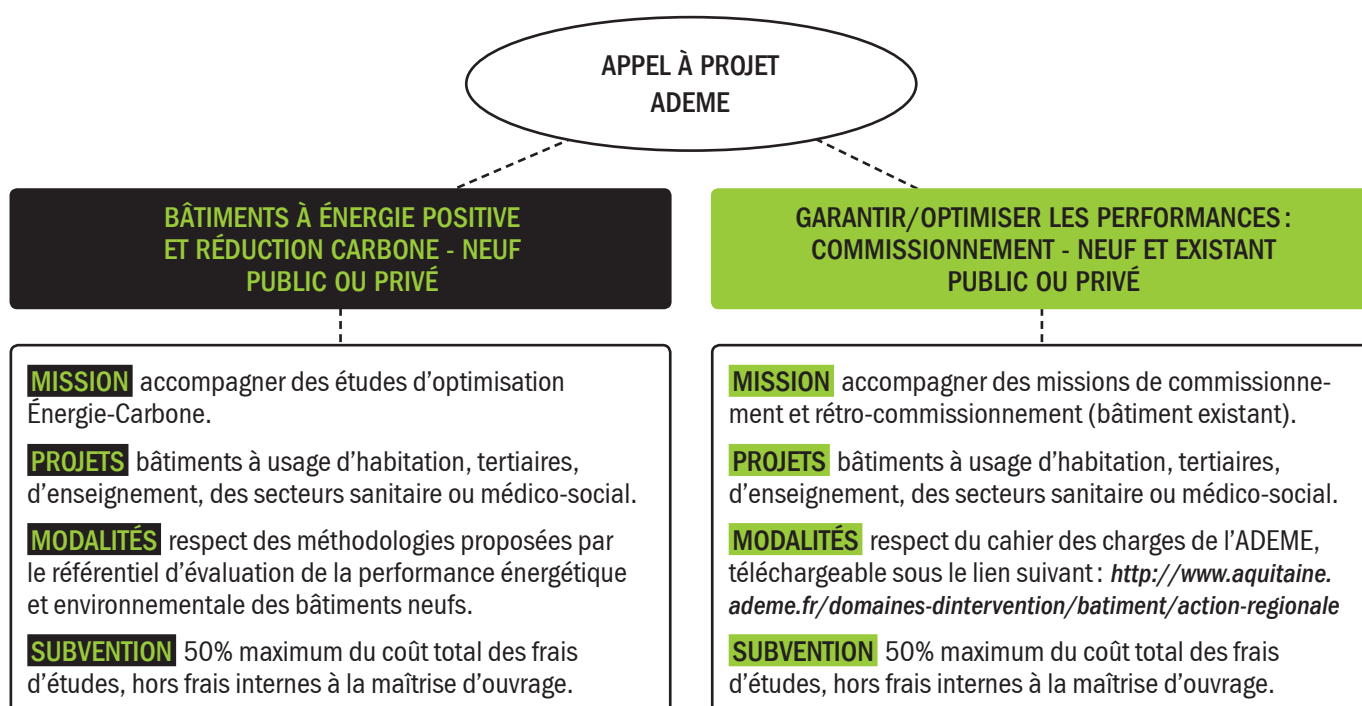 APPEL À PROJET
ADEME
BÂTIMENTS À ÉNERGIE POSITIVE
ET RÉDUCTION CARBONE - NEUF
PUBLIC OU PRIVÉ
MISSION accompagner des études d'optimisation
Énergie-Carbone.
PROJETS bâtiments à usage d'habitation, tertiaires,
d'enseignement, des secteurs sanitaire ou médico-social.
MODALITÉS respect des méthodologies proposées par
le référentiel d'évaluation de la performance énergétique
et environnementale des bâtiments neufs.
SUBVENTION 50% maximum du coût total des frais
d'études, hors frais internes à la maîtrise d'ouvrage.
GARANTIR/OPTIMISER LES PERFORMANCES :
COMMISSIONNEMENT - NEUF ET EXISTANT
PUBLIC OU PRIVÉ
MISSION accompagner des missions de commissionne-
ment et rétro-commissionnement (bâtiment existant).
PROJETS bâtiments à usage d'habitation, tertiaires,
d'enseignement, des secteurs sanitaire ou médico-social.
MODALITÉS respect du cahier des charges de l'ADEME,
téléchargeable sous le lien suivant : http://www.aquitaine.
ademe.fr/domaines-dintervention/batiment/action-regionale
SUBVENTION 50% maximum du coût total des frais
d'études, hors frais internes à la maîtrise d'ouvrage.